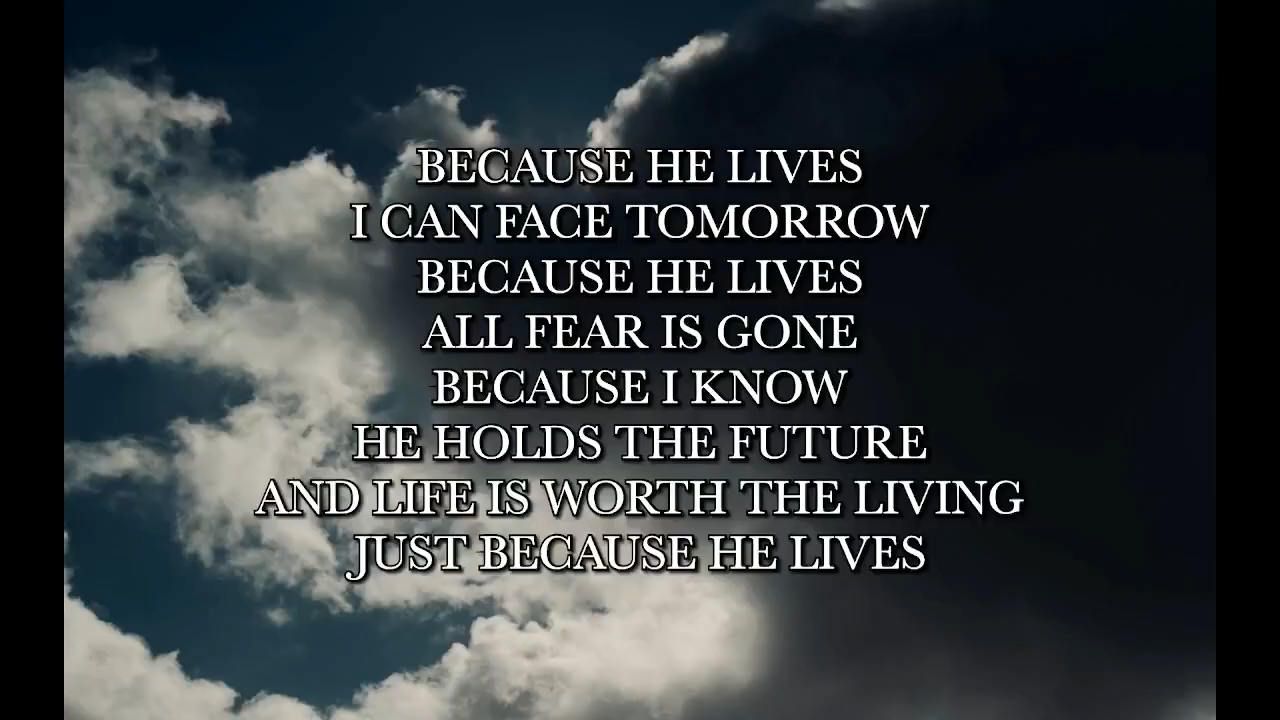 BECAUSE HE LIVES
I CAN FACE TOMORROW
BECAUSE HE LIVES
ALL FEAR IS GONE
BECAUSE I KNOW
HE HOLDS THE FUTURE
AND LIFE IS WORTH THE LIVING
JUST BECAUSE HE LIVES